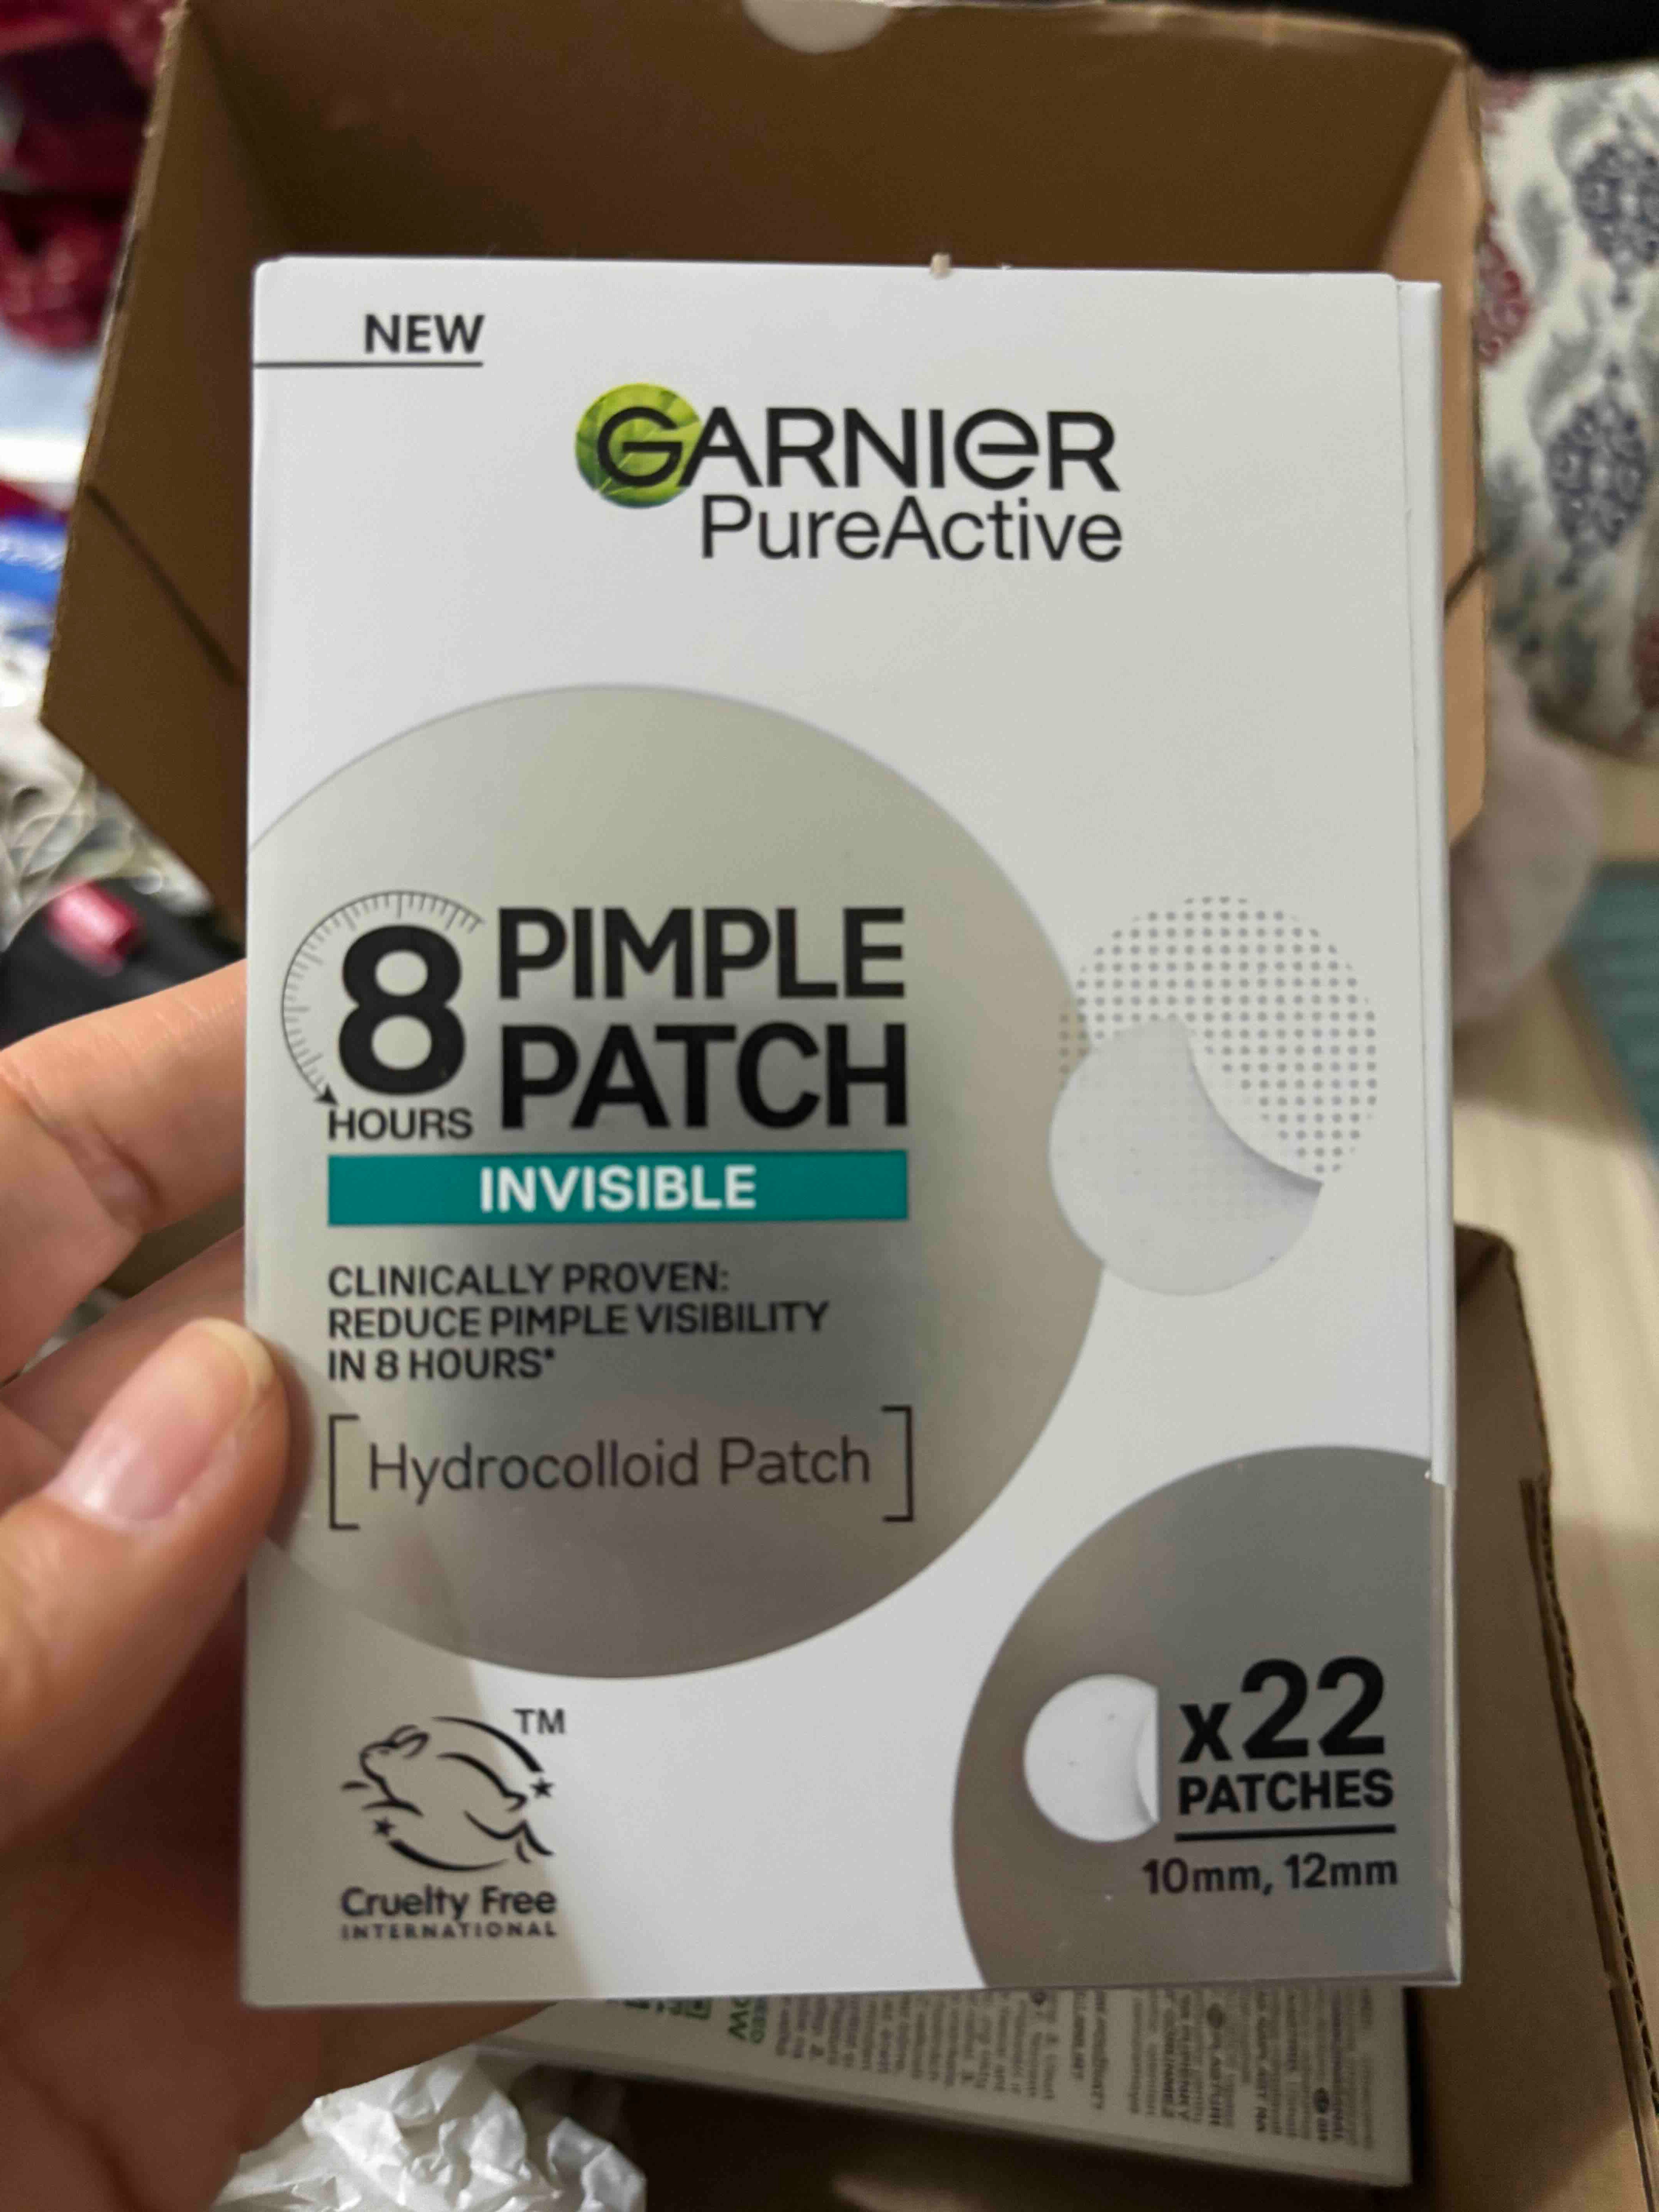 NEW
GARNIER
PureActive
8
HOURS
PIMPLE
PATCH
INVISIBLE
CLINICALLY PROVEN:
REDUCE PIMPLE VISIBILITY
IN 8 HOURS*
[Hydrocolloid Patch]
x22
PATCHES
10mm, 12mm
TM
Cruelty Free
INTERNATIONAL